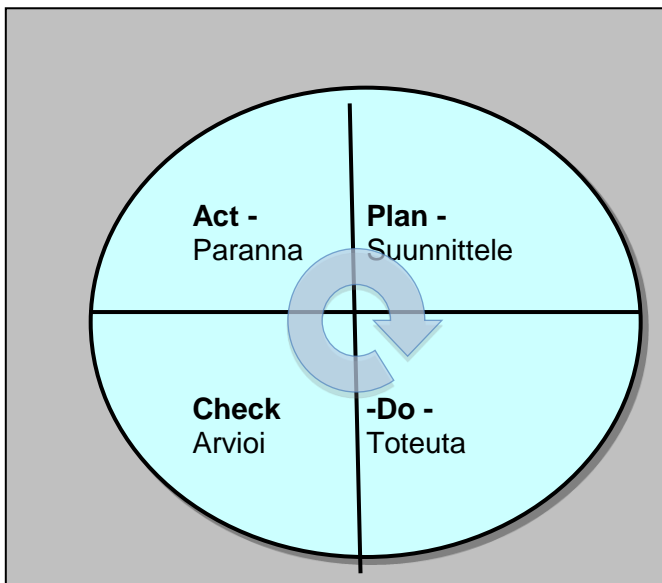 Act -
Paranna
Plan -
Suunnittele
Check
Arvioi
-Do -
Toteuta